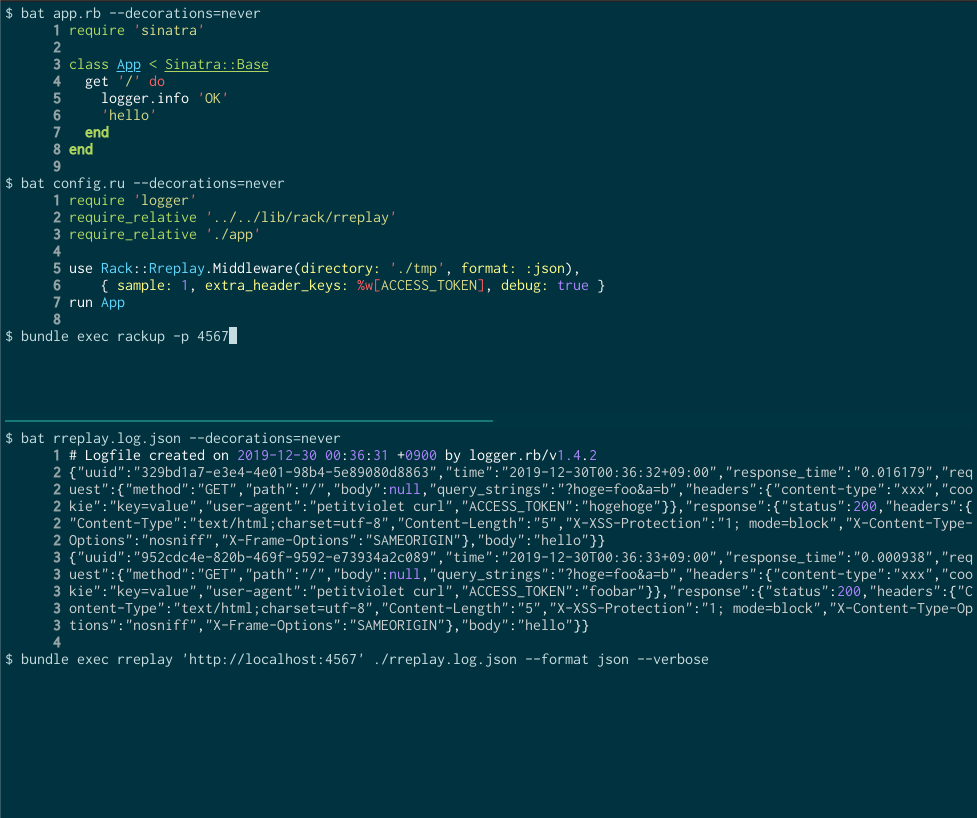 $ bat app.rb --decorations=never
1 require 'sinatra'
2
3 class App < Sinatra::Base
4   get '/' do
5     logger.info 'OK'
6     'hello'
7   end
8 end
9
$ bat config.ru --decorations=never
1 require 'logger'
2 require_relative '../../lib/rack/rreplay'
3 require_relative './app'
4
5 use Rack::Rreplay.Middleware(directory: './tmp', format: :json),
6     { sample: 1, extra_header_keys: %w[ACCESS_TOKEN], debug: true }
7 run App
8
$ bundle exec rackup -p 4567
$ bat rreplay.log.json --decorations=never
1 # Logfile created on 2019-12-30 00:36:31 +0900 by logger.rb/v1.4.2
2 {"uuid":"329bd1a7-e3e4-4e01-98b4-5e89080d8863","time":"2019-12-30T00:36:32+09:00","response_time":"0.016179","req
2 uest":{"method":"GET","path":"/","body":null,"query_strings":"?hoge=foo&a=b","headers":{"content-type":"xxx","coo
2 kie":"key=value","user-agent":"petitviolet curl","ACCESS_TOKEN":"hogehoge"}},"response":{"status":200,"headers":{
2 "Content-Type":"text/html;charset=utf-8","Content-Length":"5","X-XSS-Protection":"1; mode=block","X-Content-Type-
2 Options":"nosniff","X-Frame-Options":"SAMEORIGIN"},"body":"hello"}}
3 {"uuid":"952cdc4e-820b-469f-9592-e73934a2c089","time":"2019-12-30T00:36:33+09:00","response_time":"0.000938","req
3 uest":{"method":"GET","path":"/","body":null,"query_strings":"?hoge=foo&a=b","headers":{"content-type":"xxx","coo
3 kie":"key=value","user-agent":"petitviolet curl","ACCESS_TOKEN":"foobar"}},"response":{"status":200,"headers":{"C
3 ontent-Type":"text/html;charset=utf-8","Content-Length":"5","X-XSS-Protection":"1; mode=block","X-Content-Type-Op
3 tions":"nosniff","X-Frame-Options":"SAMEORIGIN"},"body":"hello"}}
4
$ bundle exec rreplay 'http://localhost:4567' ./rreplay.log.json --format json --verbose